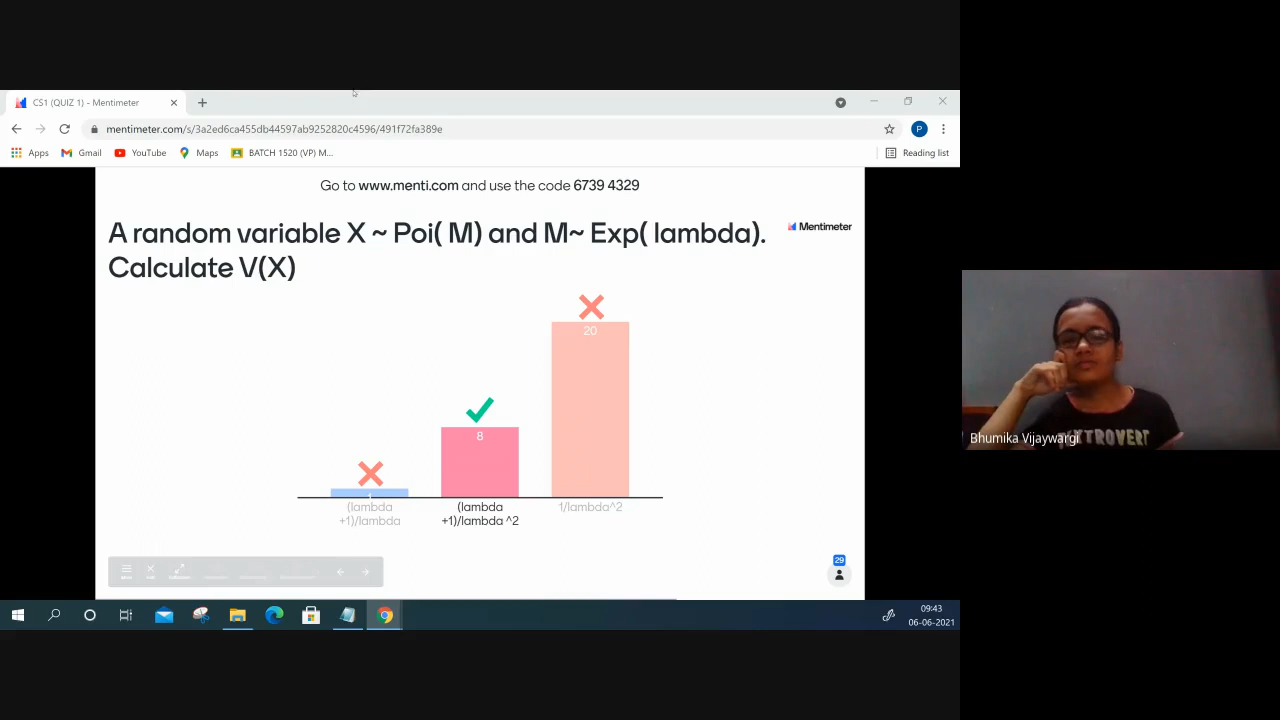 CS1 (QUIZ 1) - Mentimeter
mentimeter.com/s/3a2ed6ca455db44597ab9252820c4596/491f72fa389e
P
Apps
Gmail
YouTube
Maps
BATCH 1520 (VP) M...
Reading list
Go to www.menti.com and use the code 6739 4329
A random variable X ~ Poi( M) and M~ Exp( lambda).
Calculate V(X)
Mentimeter
1
8
20
(lambda
+1)/lambda
(lambda
+1)/lambda ^2
1/lambda^2
29
Bhumika Vijaywargi
09:43
06-06-2021